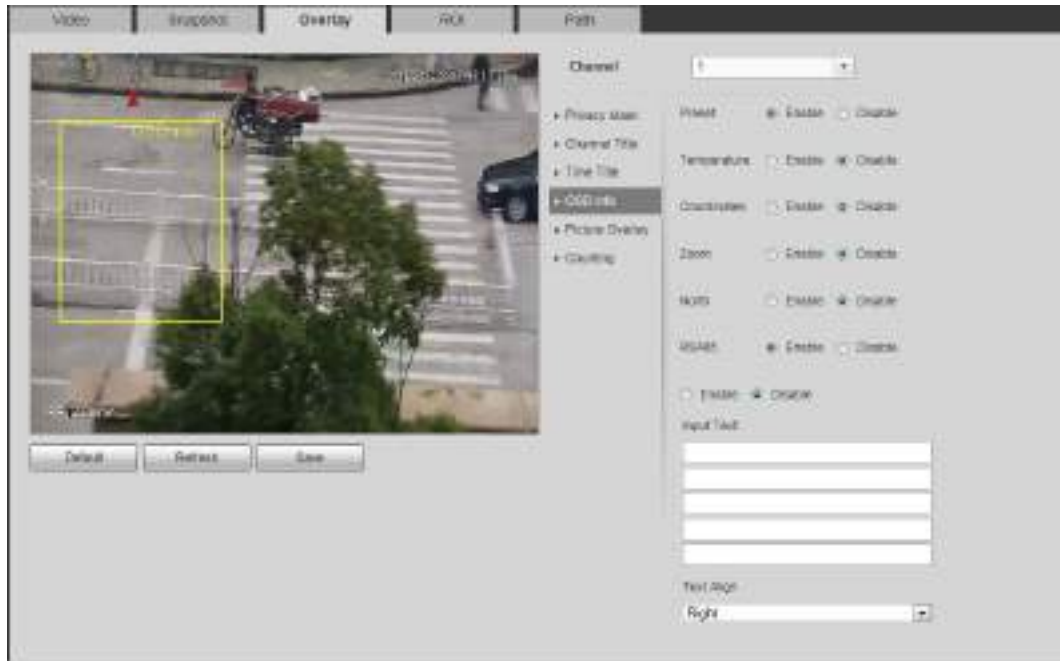 Video Snapshot Overlay ROI Path
Channel 1
Privacy Mask
Channel Title
Time Title
OSD Info
Picture Overlay
Counting
Preset Enable Disable
Temperature Enable Disable
Coordinates Enable Disable
Zoom Enable Disable
North Enable Disable
RS485 Enable Disable
Enable Disable
Input Text
Text Align
Right
Default Refresh Save